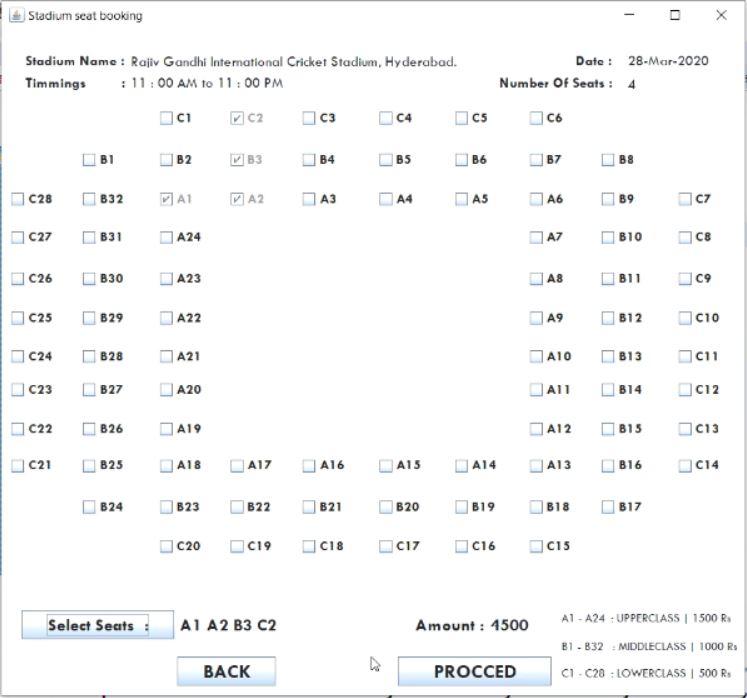 Stadium seat booking
Stadium Name : Rajiv Gandhi International Cricket Stadium, Hyderabad. Date : 28-Mar-2020
Timmings : 11 : 00 AM to 11 : 00 PM Number Of Seats : 4
C1 C2 C3 C4 C5 C6
B1 B2 B3 B4 B5 B6 B7 B8
C28 B32 A1 A2 A3 A4 A5 A6 B9 C7
C27 B31 A24 A7 B10 C8
C26 B30 A23 A8 B11 C9
C25 B29 A22 A9 B12 C10
C24 B28 A21 A10 B13 C11
C23 B27 A20 A11 B14 C12
C22 B26 A19 A12 B15 C13
C21 B25 A18 A17 A16 A15 A14 A13 B16 C14
B24 B23 B22 B21 B20 B19 B18 B17
C20 C19 C18 C17 C16 C15
Select Seats : A1 A2 B3 C2 Amount : 4500
A1 - A24 : UPPERCLASS | 1500 Rs
B1 - B32 : MIDDLECLASS | 1000 Rs
C1 - C28 : LOWERCLASS | 500 Rs
BACK PROCCED